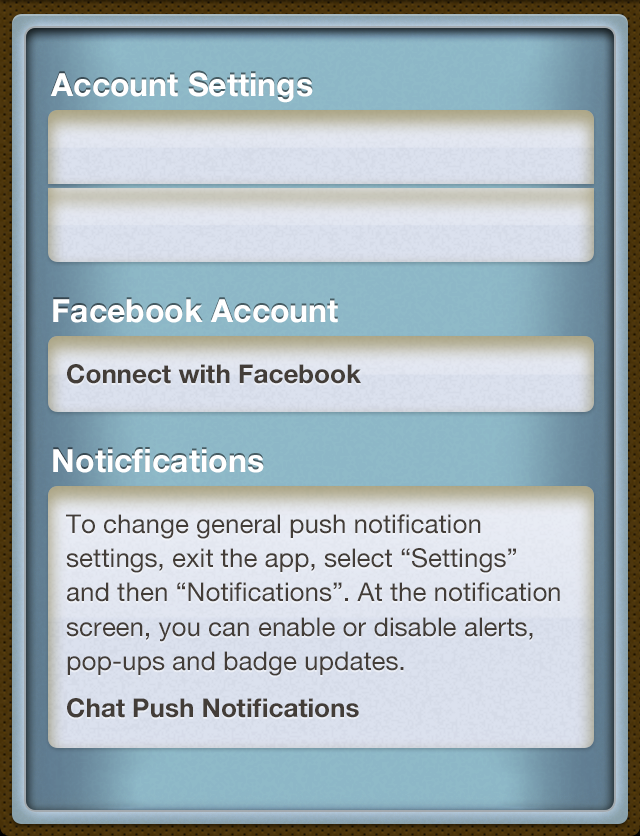 Account Settings
Facebook Account
Connect with Facebook
Noticfications
To change general push notification
settings, exit the app, select “Settings”
and then “Notifications”. At the notification
screen, you can enable or disable alerts,
pop-ups and badge updates.
Chat Push Notifications